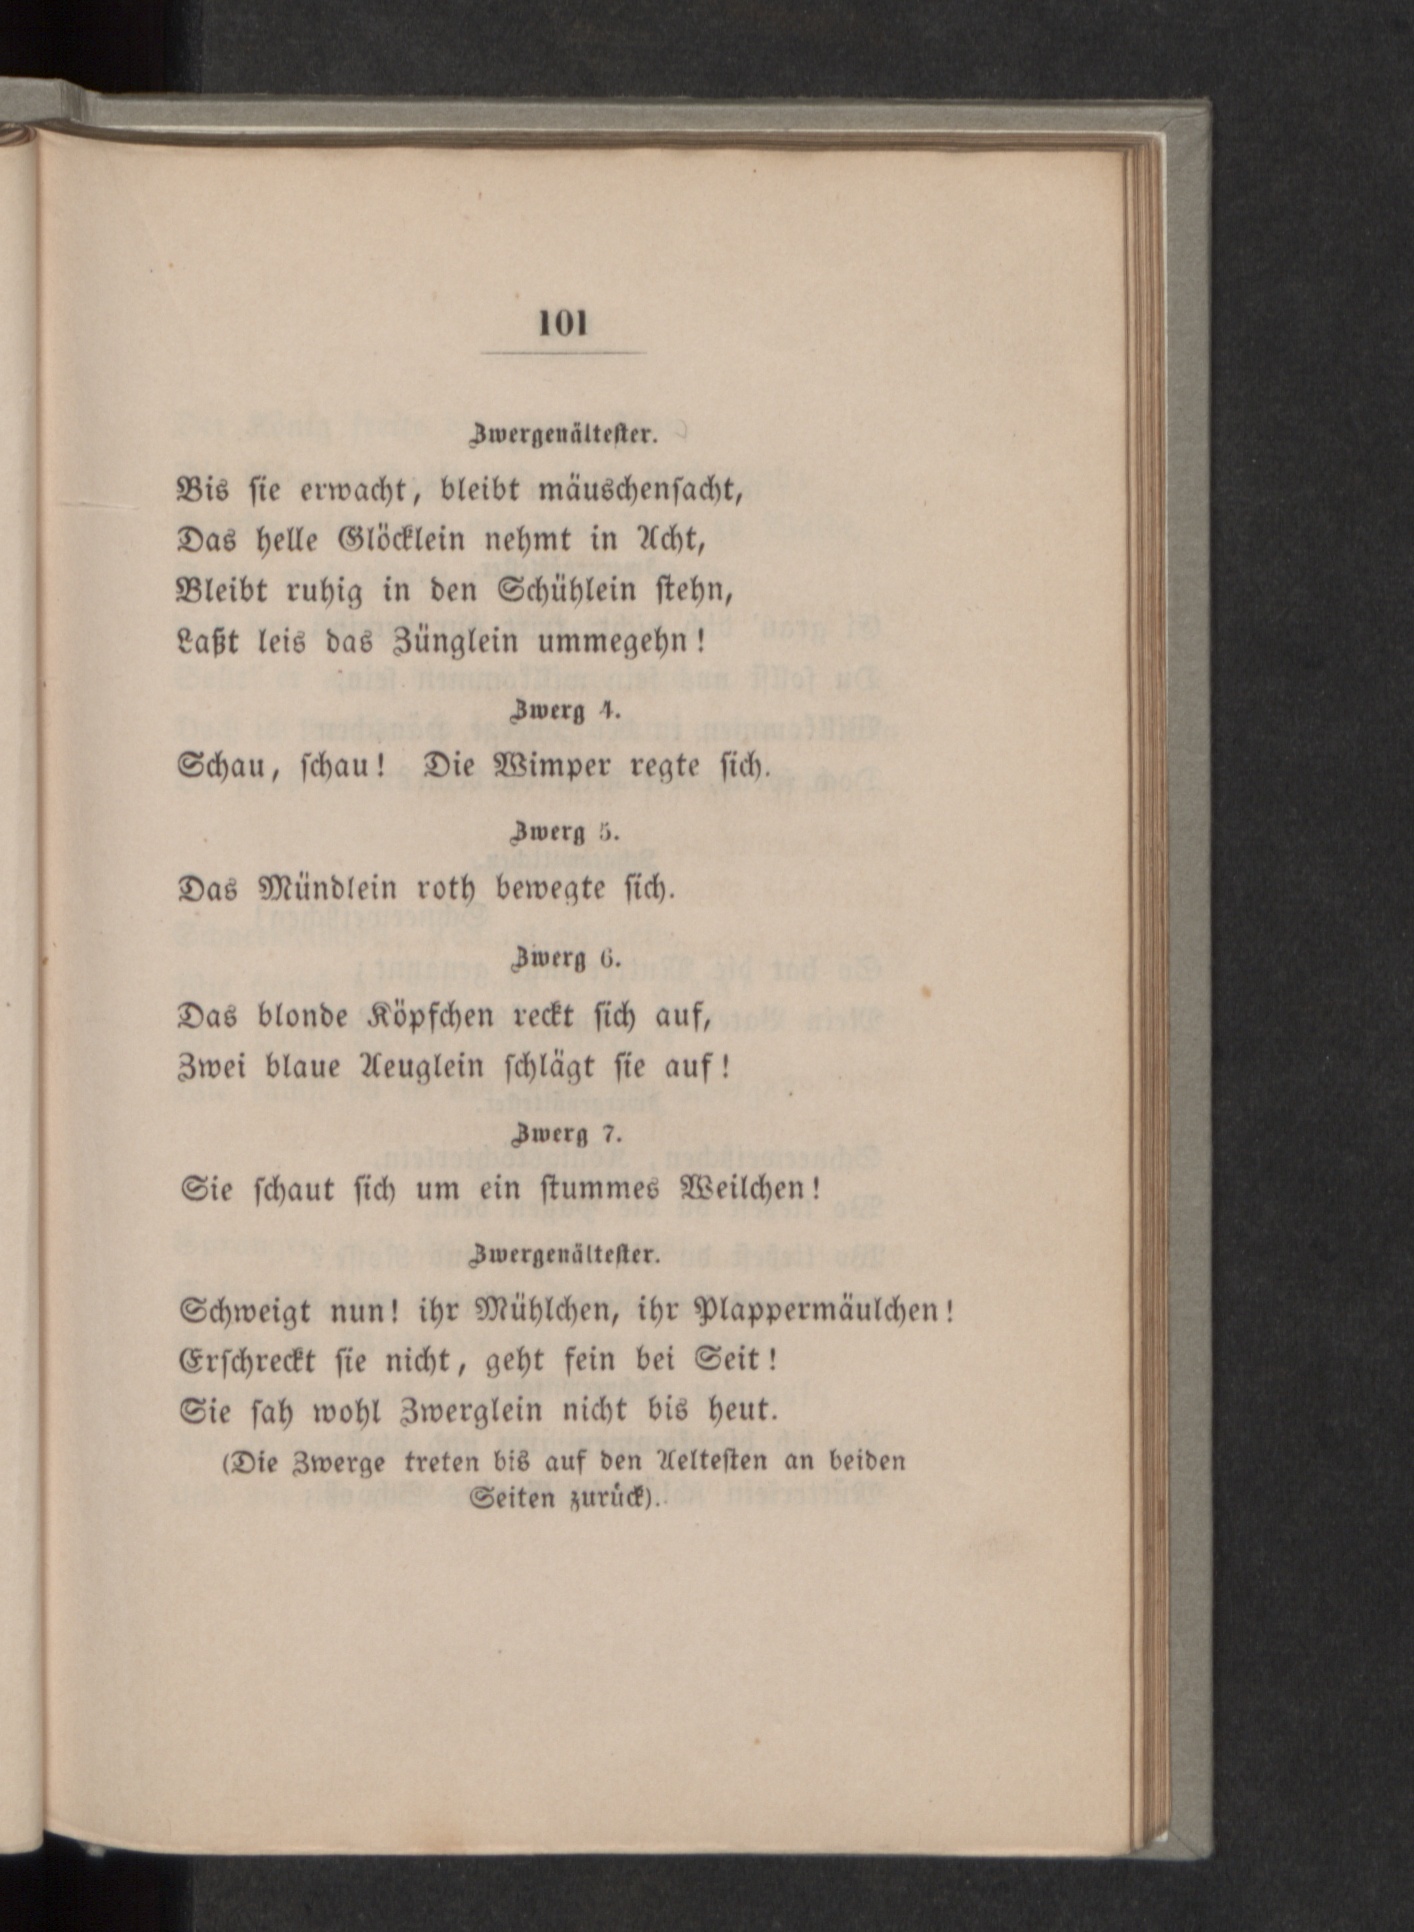 101
Zwergenältester.
Bis sie erwacht, bleibt mäuschensacht,
Das helle Glöcklein nehmt in Acht,
Bleibt ruhig in den Schühlein stehn,
Laßt leis das Zünglein ummegehn!
Zwerg 4.
Schau, schau! Die Wimper regte sich.
Zwerg 5.
Das Mündlein roth bewegte sich.
Zwerg 6.
Das blonde Köpfchen reckt sich auf,
Zwei blaue Aeuglein schlägt sie auf!
Zwerg 7.
Sie schaut sich um ein stummes Weilchen!
Zwergenältester.
Schweigt nun! ihr Mühlchen, ihr Plappermäulchen!
Erschreckt sie nicht, geht fein bei Seit!
Sie sah wohl Zwerglein nicht bis heut.
(Die Zwerge treten bis auf den Aeltesten an beiden
Seiten zurück).